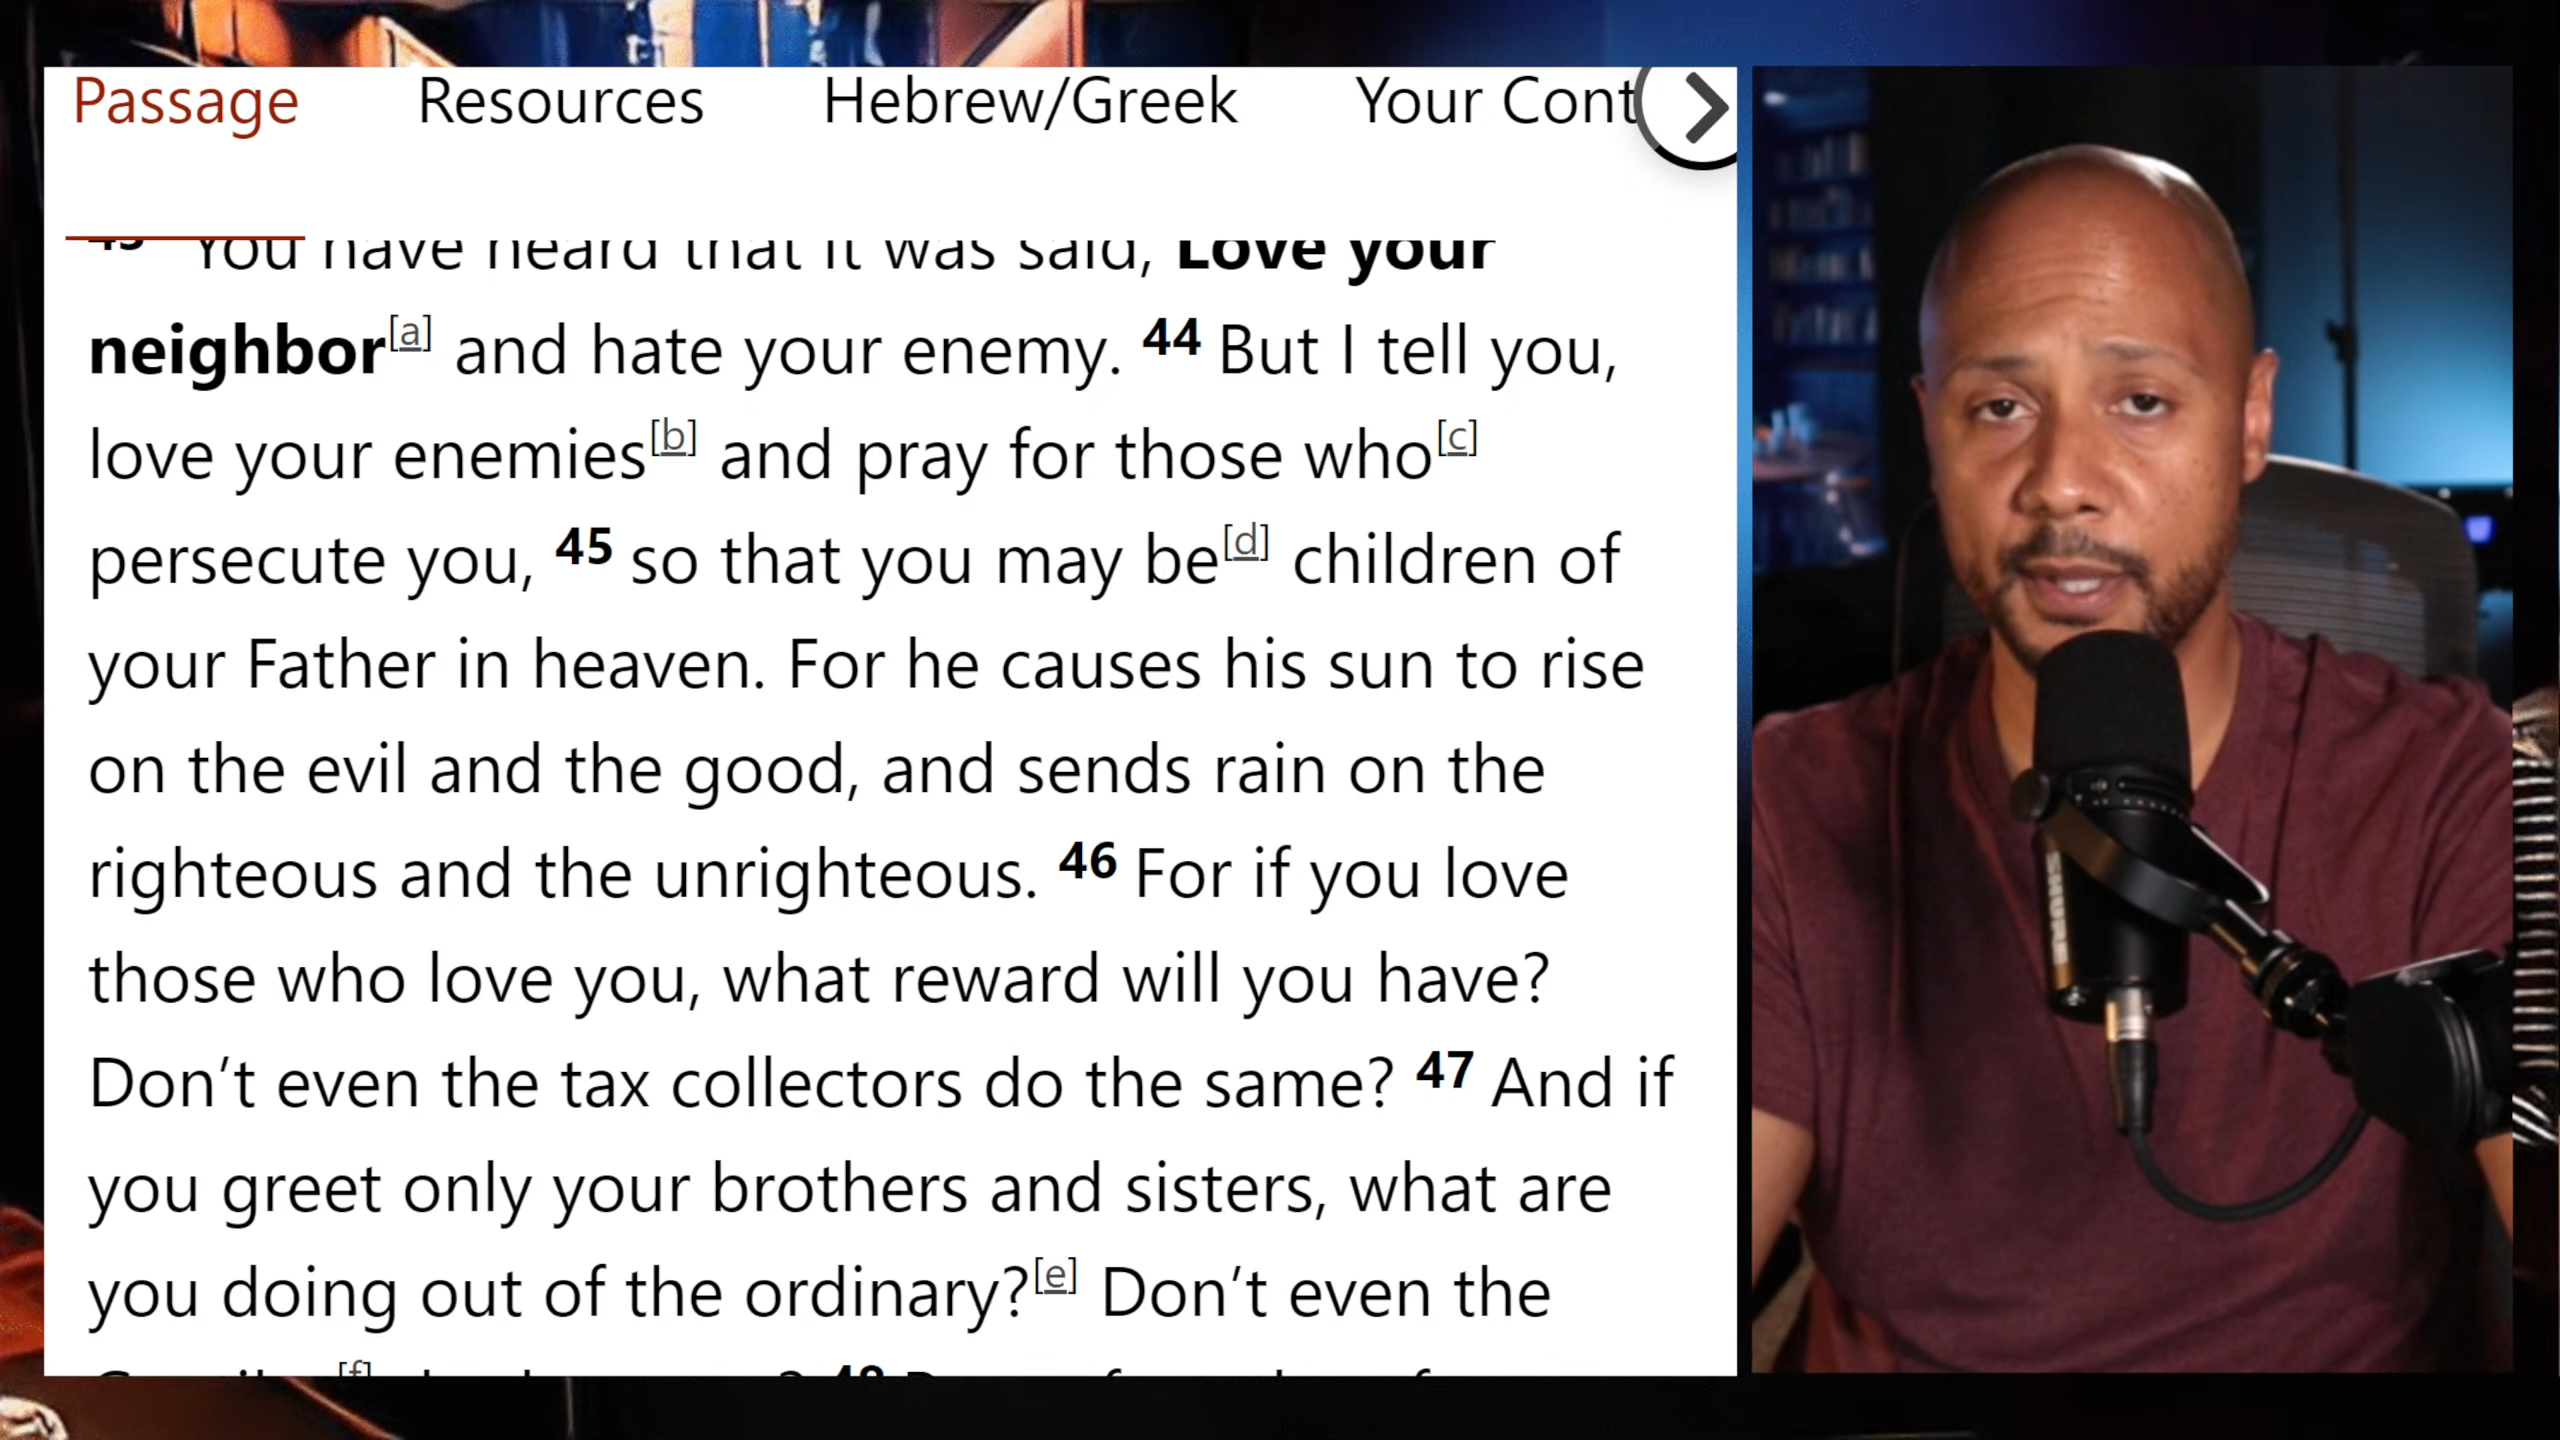 Passage Resources Hebrew/Greek Your Cont
43 You have heard that it was said, Love your
neighbor[a] and hate your enemy. 44 But I tell you,
love your enemies[b] and pray for those who[c]
persecute you, 45 so that you may be[d] children of
your Father in heaven. For he causes his sun to rise
on the evil and the good, and sends rain on the
righteous and the unrighteous. 46 For if you love
those who love you, what reward will you have?
Don’t even the tax collectors do the same? 47 And if
you greet only your brothers and sisters, what are
you doing out of the ordinary?[e] Don’t even the
[f] 48
SHURE